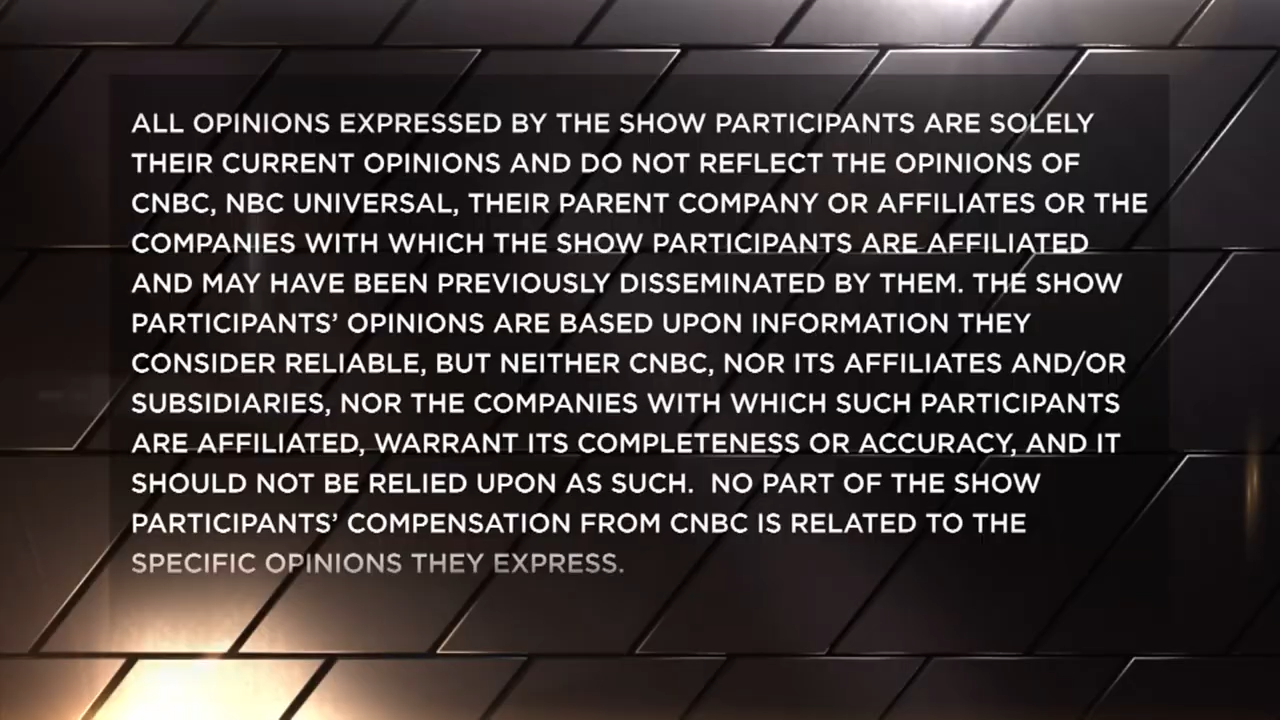 ALL OPINIONS EXPRESSED BY THE SHOW PARTICIPANTS ARE SOLELY
THEIR CURRENT OPINIONS AND DO NOT REFLECT THE OPINIONS OF
CNBC, NBC UNIVERSAL, THEIR PARENT COMPANY OR AFFILIATES OR THE
COMPANIES WITH WHICH THE SHOW PARTICIPANTS ARE AFFILIATED
AND MAY HAVE BEEN PREVIOUSLY DISSEMINATED BY THEM. THE SHOW
PARTICIPANTS’ OPINIONS ARE BASED UPON INFORMATION THEY
CONSIDER RELIABLE, BUT NEITHER CNBC, NOR ITS AFFILIATES AND/OR
SUBSIDIARIES, NOR THE COMPANIES WITH WHICH SUCH PARTICIPANTS
ARE AFFILIATED, WARRANT ITS COMPLETENESS OR ACCURACY, AND IT
SHOULD NOT BE RELIED UPON AS SUCH.  NO PART OF THE SHOW
PARTICIPANTS’ COMPENSATION FROM CNBC IS RELATED TO THE
SPECIFIC OPINIONS THEY EXPRESS.